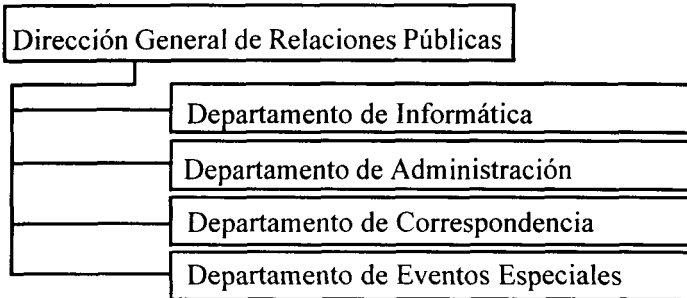 Dirección General de Relaciones Públicas
Departamento de Informática
Departamento de Administración
Departamento de Correspondencia
Departamento de Eventos Especiales